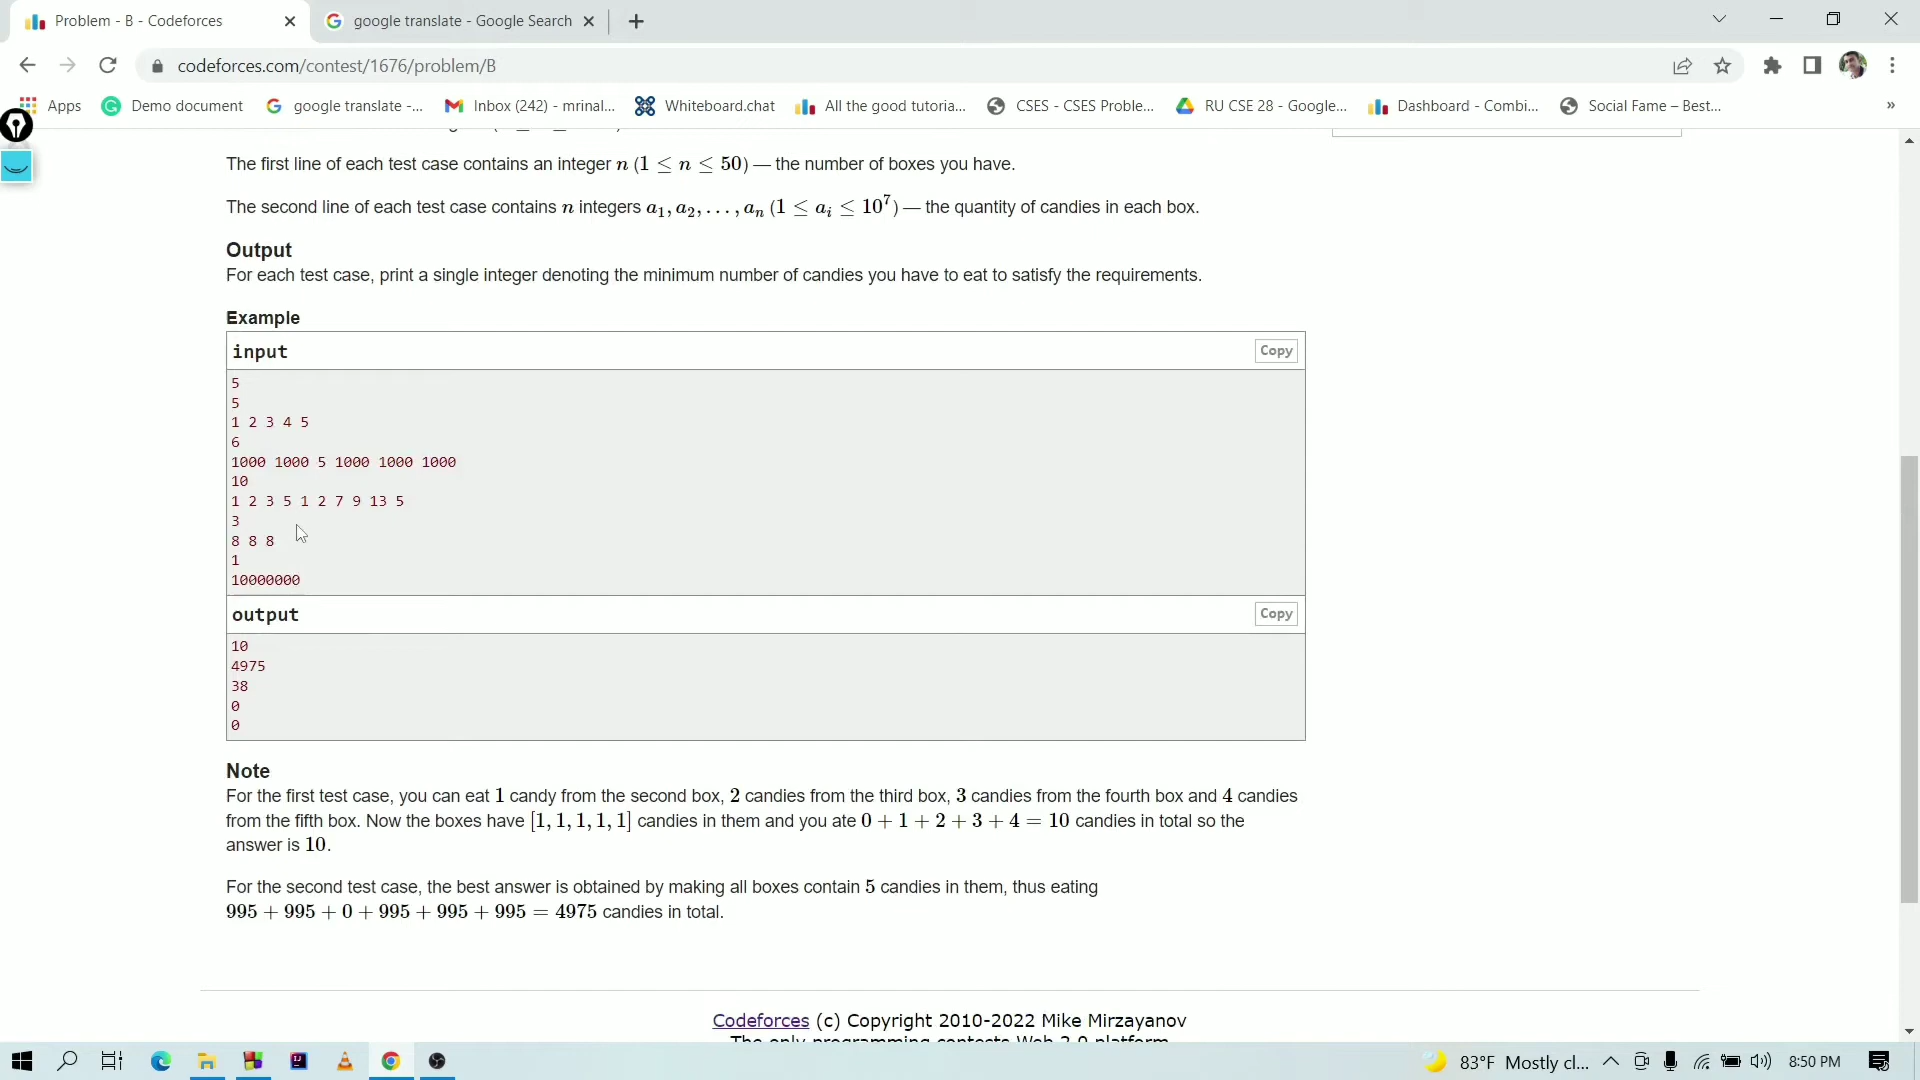 Problem - B - Codeforces
google translate - Google Search
codeforces.com/contest/1676/problem/B
Apps
Demo document
google translate -...
Inbox (242) - mrinal...
Whiteboard.chat
All the good tutoria...
CSES - CSES Proble...
RU CSE 28 - Google...
Dashboard - Combi...
Social Fame – Best...
»
The first line of each test case contains an integer n (1 ≤ n ≤ 50) — the number of boxes you have.
The second line of each test case contains n integers a₁, a₂, ..., aₙ (1 ≤ aᵢ ≤ 10⁷) — the quantity of candies in each box.
Output
For each test case, print a single integer denoting the minimum number of candies you have to eat to satisfy the requirements.
Example
input
Copy
5
5
1 2 3 4 5
6
1000 1000 5 1000 1000 1000
10
1 2 3 5 1 2 7 9 13 5
3
8 8 8
1
10000000
output
Copy
10
4975
38
0
0
Note
For the first test case, you can eat 1 candy from the second box, 2 candies from the third box, 3 candies from the fourth box and 4 candies
from the fifth box. Now the boxes have [1, 1, 1, 1, 1] candies in them and you ate 0 + 1 + 2 + 3 + 4 = 10 candies in total so the
answer is 10.
For the second test case, the best answer is obtained by making all boxes contain 5 candies in them, thus eating
995 + 995 + 0 + 995 + 995 + 995 = 4975 candies in total.
Codeforces (c) Copyright 2010-2022 Mike Mirzayanov
The only programming contests Web 2.0 platform
83°F Mostly cl...
8:50 PM